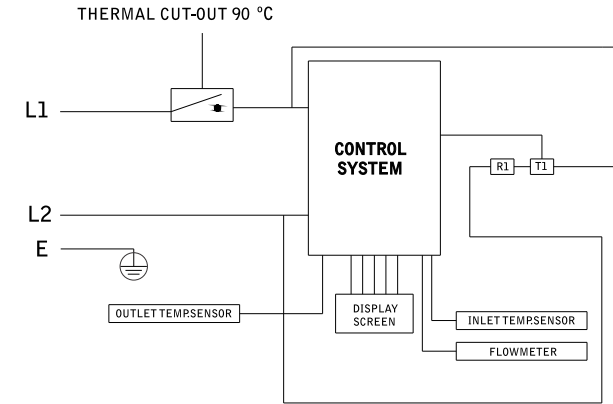 THERMAL CUT-OUT 90 ºC
L1
CONTROL
SYSTEM
R1 T1
L2
E
OUTLET TEMP.SENSOR
DISPLAY
SCREEN
INLET TEMP.SENSOR
FLOWMETER